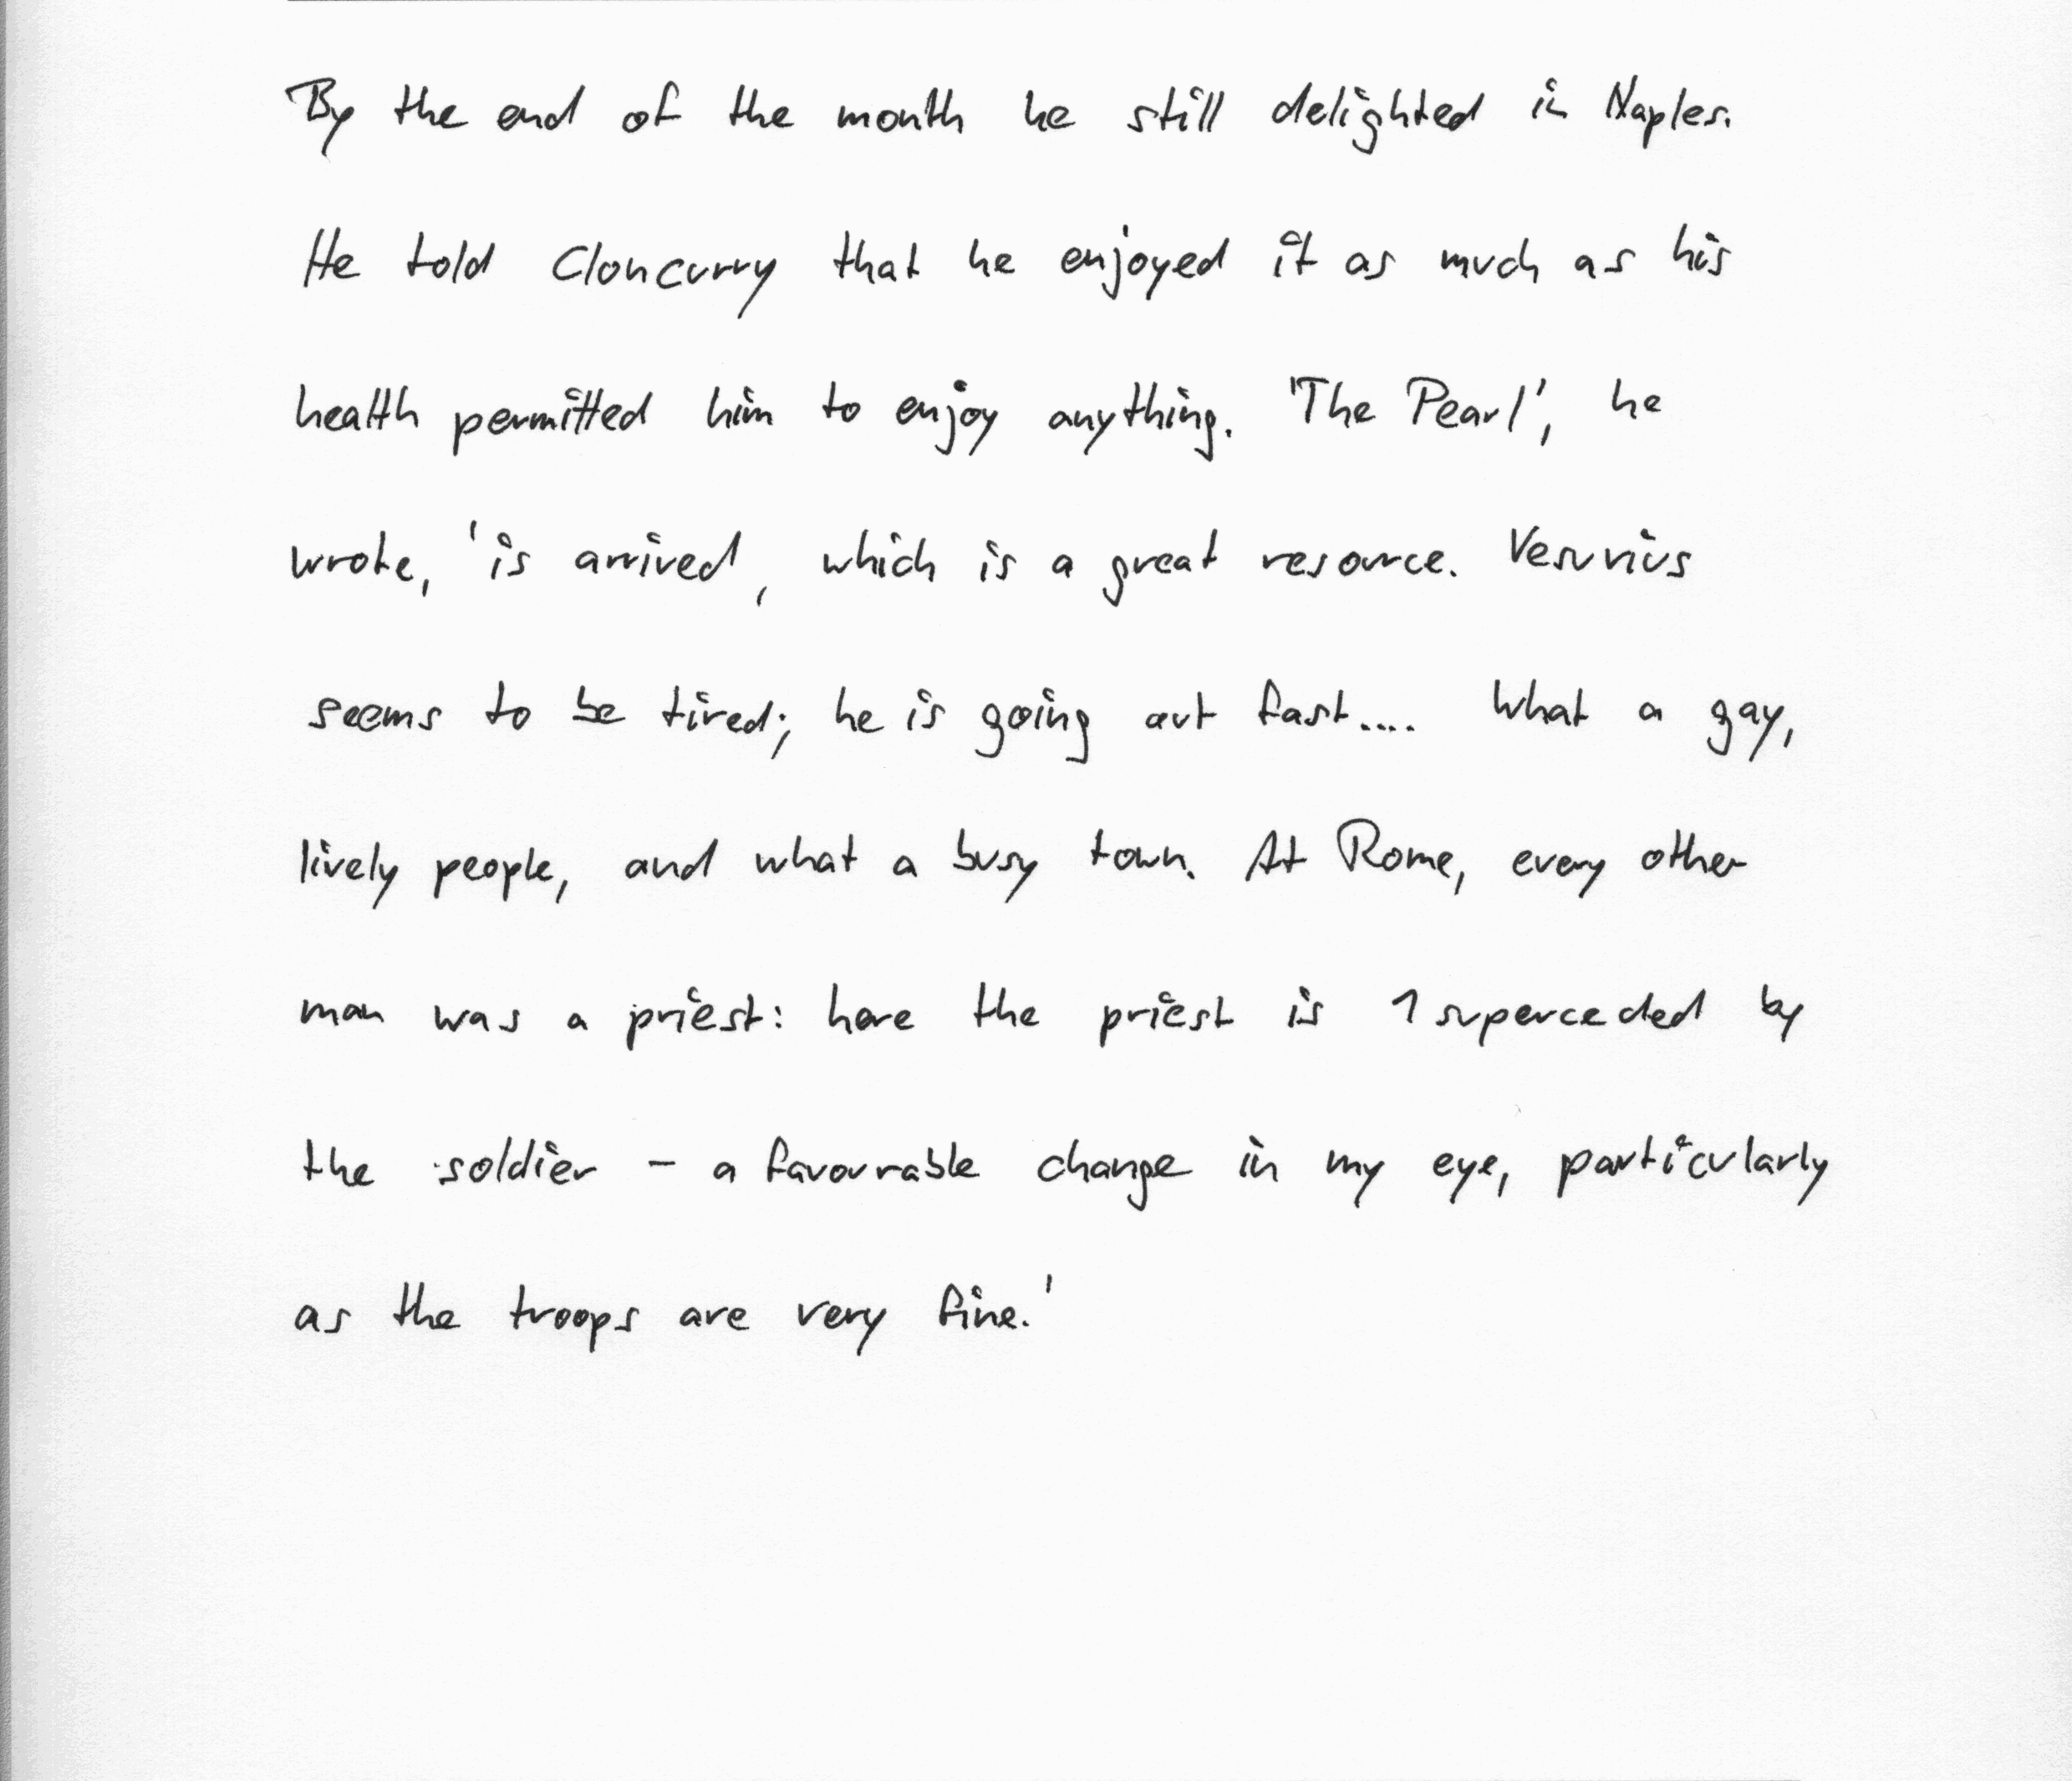 By the end of the month he still delighted in Naples.
He told Cloncurry that he enjoyed it as much as his
health permitted him to enjoy anything. 'The Pearl', he
wrote, 'is arrived, which is a great resource. Vesuvius
seems to be tired; he is going out fast.... What a gay,
lively people, and what a busy town. At Rome, every other
man was a priest: here the priest is 1 superceded by
the soldier - a favourable change in my eye, particularly
as the troops are very fine.'